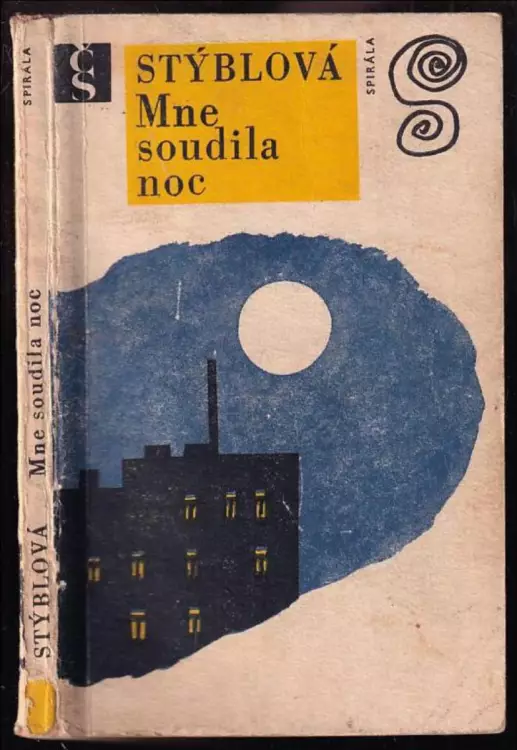 SPIRÁLA
ČS
STÝBLOVÁ
Mne
soudila
noc
SPIRÁLA
STÝBLOVÁ Mne soudila noc